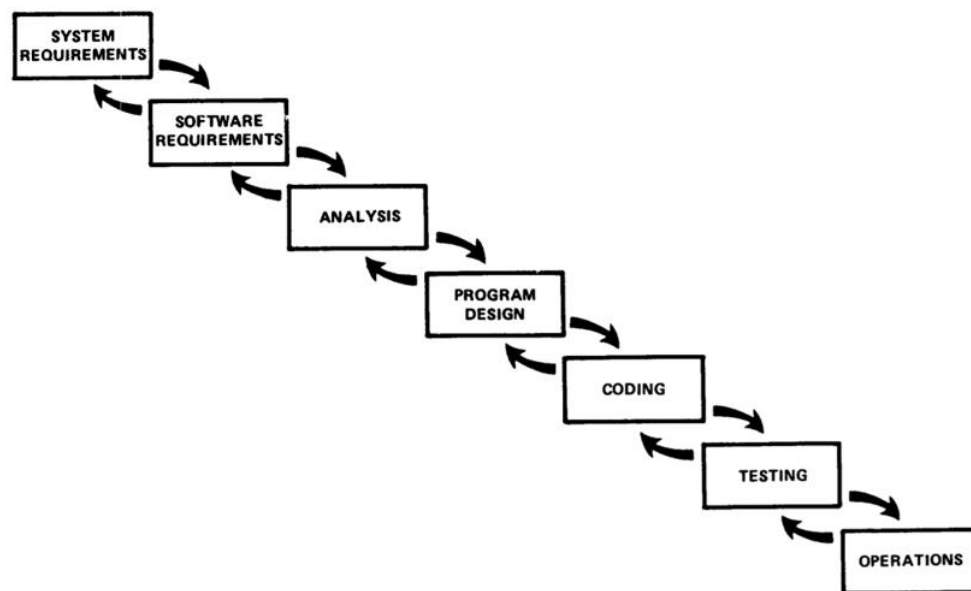 SYSTEM
REQUIREMENTS
SOFTWARE
REQUIREMENTS
ANALYSIS
PROGRAM
DESIGN
CODING
TESTING
OPERATIONS